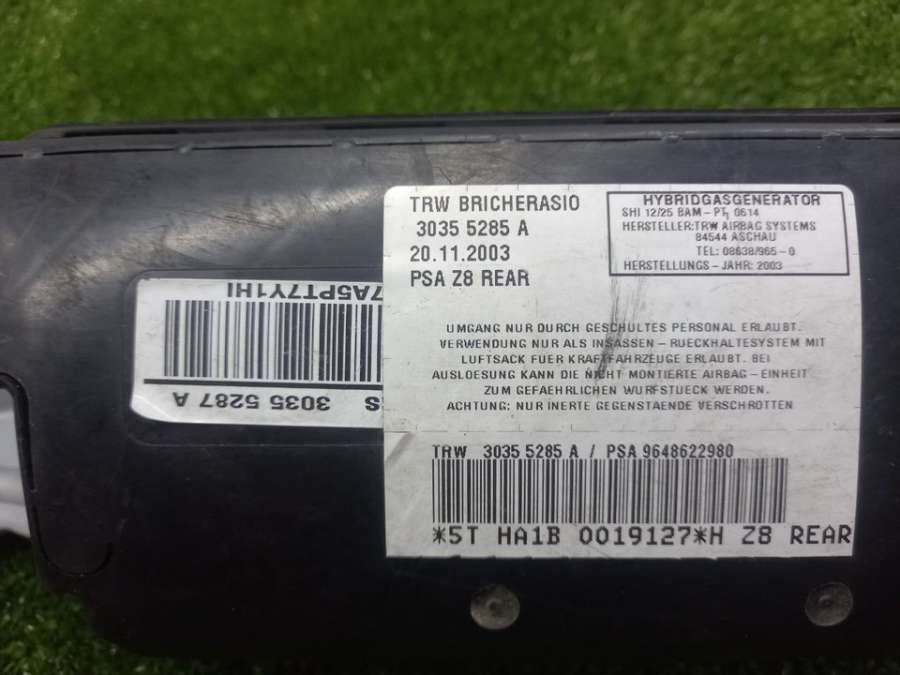 TRW BRICHERASIO
3035 5285 A
20.11.2003
PSA Z8 REAR
HYBRIDGASGENERATOR
SHI 12/25 BAM-PT1 0614
HERSTELLER:TRW AIRBAG SYSTEMS
84544 ASCHAU
TEL: 08638/965-0
HERSTELLUNGS-JAHR: 2003
UMGANG NUR DURCH GESCHULTES PERSONAL ERLAUBT.
VERWENDUNG NUR ALS INSASSEN-RUECKHALTESYSTEM MIT
LUFTSACK FUER KRAFTFAHRZEUGE ERLAUBT. BEI
AUSLOESUNG KANN DIE NICHT MONTIERTE AIRBAG-EINHEIT
ZUM GEFAEHRLICHEN WURFSTUECK WERDEN.
ACHTUNG: NUR INERTE GEGENSTAENDE VERSCHROTTEN
TRW 3035 5285 A / PSA 9648622980
*5T HA1B 0019127*H Z8 REAR
3035 5287 A
7A5PT7Y1HI